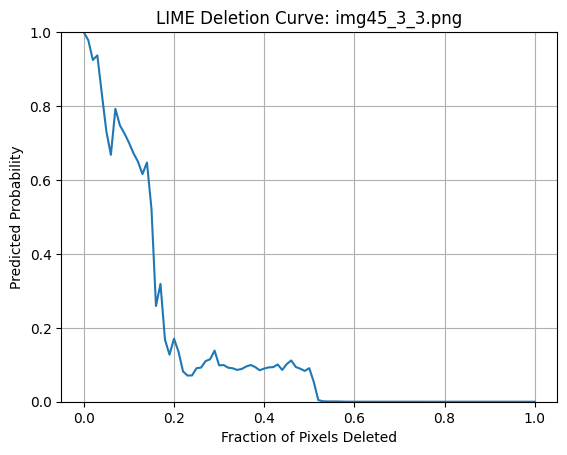 LIME Deletion Curve: img45_3_3.png
1.0
0.8
0.6
0.4
0.2
0.0
Predicted Probability
0.0 0.2 0.4 0.6 0.8 1.0
Fraction of Pixels Deleted